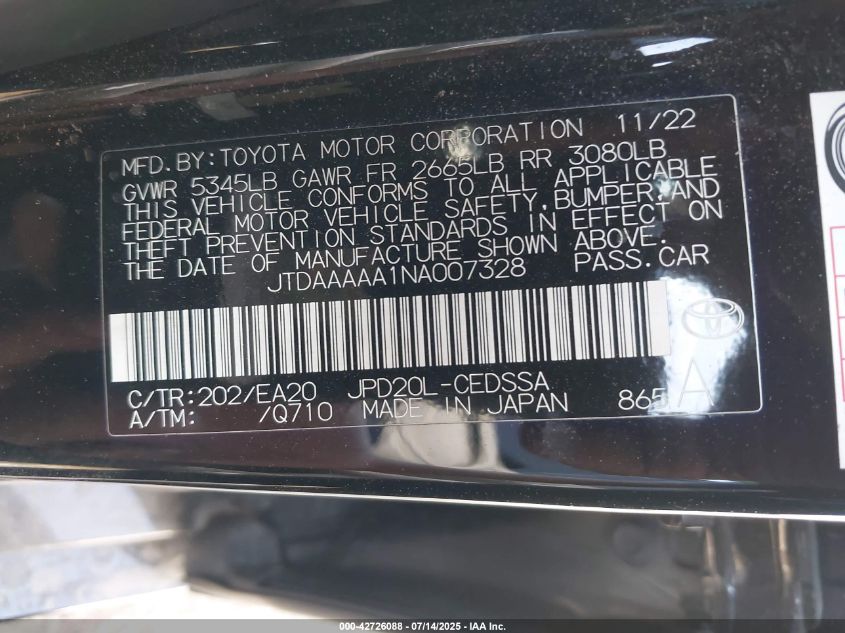 MFD.BY:TOYOTA MOTOR CORPORATION 11/22
GVWR 5345LB GAWR FR 2665LB RR 3080LB
THIS VEHICLE CONFORMS TO ALL APPLICABLE
FEDERAL MOTOR VEHICLE SAFETY,BUMPER,AND
THEFT PREVENTION STANDARDS IN EFFECT ON
THE DATE OF MANUFACTURE SHOWN ABOVE.
JTDAAAAA1NA007328 PASS.CAR
C/TR:202/EA20 JPD20L-CEDSSA
A/TM: /Q710 MADE IN JAPAN 865 A
000-42726088 - 07/14/2025 - IAA Inc.